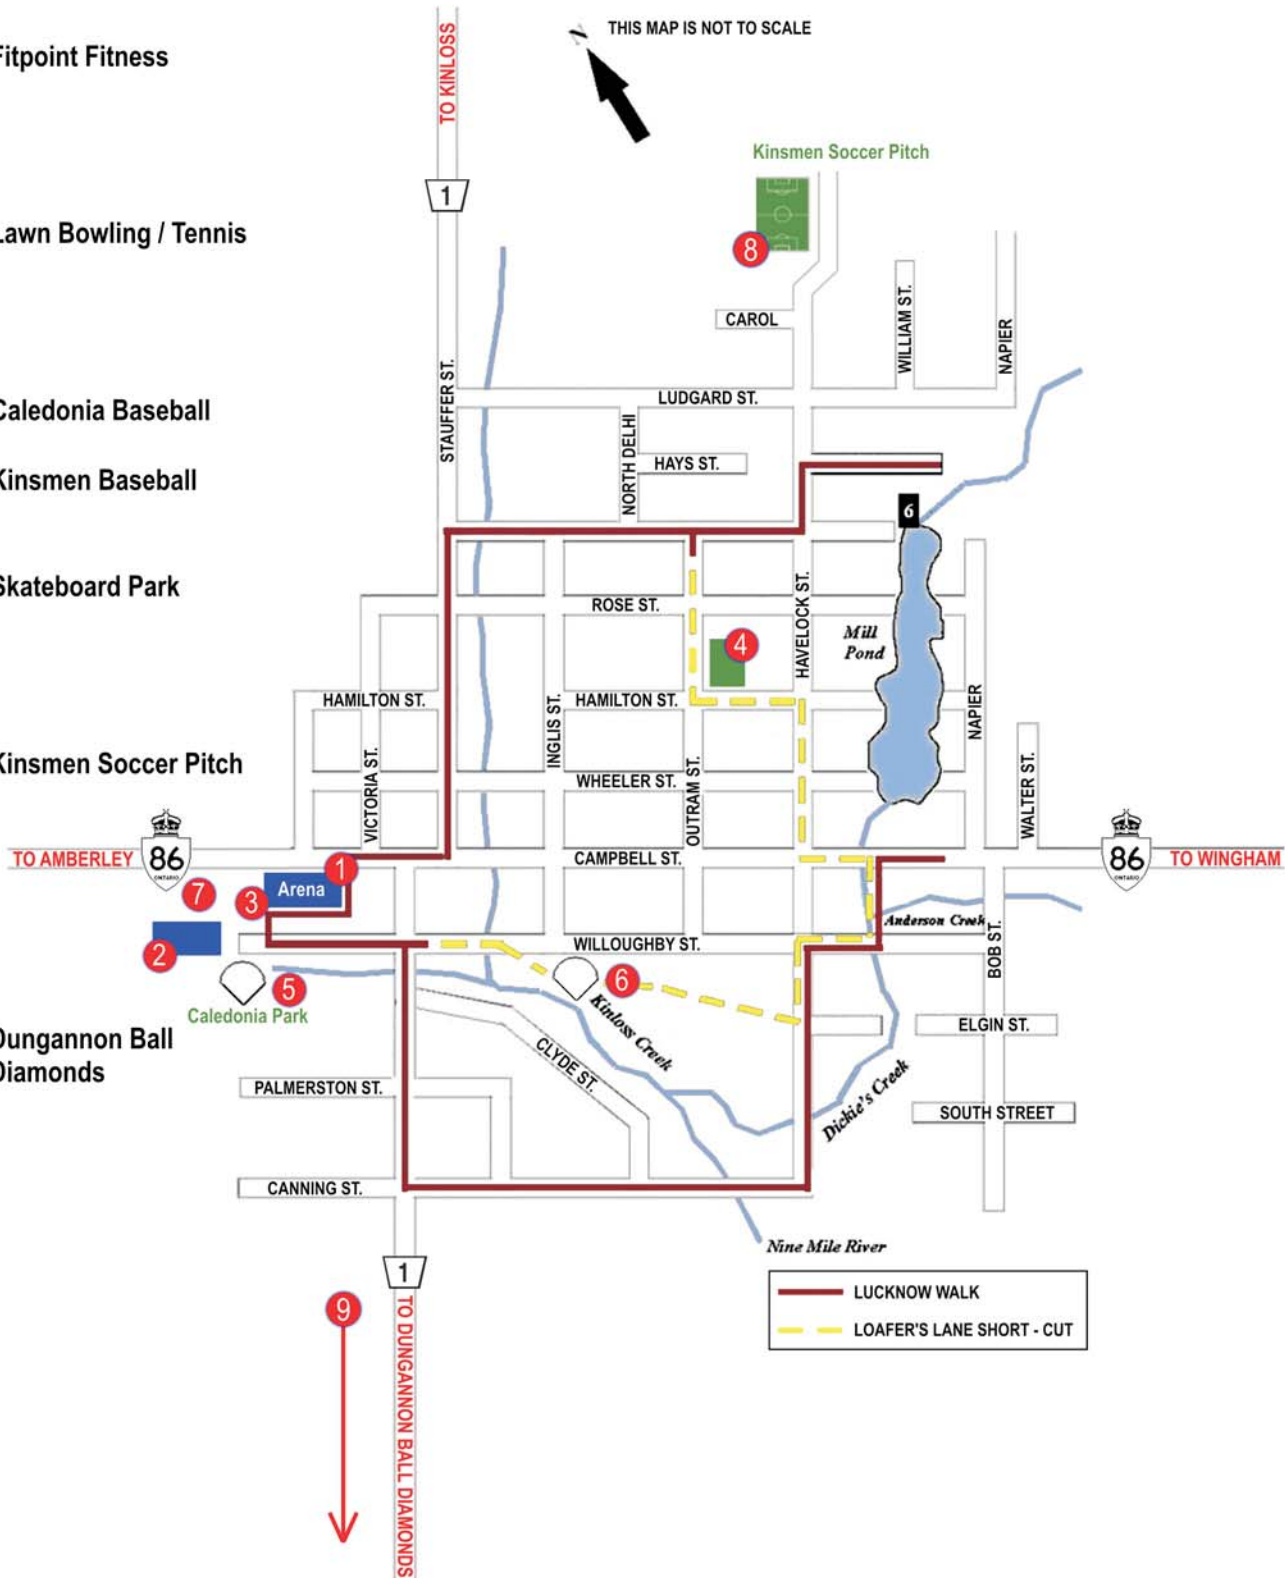 Fitpoint Fitness
Lawn Bowling / Tennis
Caledonia Baseball
Kinsmen Baseball
Skateboard Park
Kinsmen Soccer Pitch
Dungannon Ball
Diamonds
N
THIS MAP IS NOT TO SCALE
TO KINLOSS
1
Kinsmen Soccer Pitch
8
CAROL
WILLIAM ST.
NAPIER
STAUFFER ST.
LUDGARD ST.
NORTH DELHI
HAYS ST.
6
ROSE ST.
HAVELOCK ST.
4
Mill
Pond
HAMILTON ST.
INGLIS ST.
HAMILTON ST.
NAPIER
VICTORIA ST.
WHEELER ST.
OUTRAM ST.
WALTER ST.
TO AMBERLEY
86
ONTARIO
CAMPBELL ST.
86
ONTARIO
TO WINGHAM
1
Arena
7
3
2
Anderson Creek
WILLOUGHBY ST.
BOB ST.
5
6
Caledonia Park
Kinloss Creek
ELGIN ST.
CLYDE ST.
PALMERSTON ST.
Dickie's Creek
SOUTH STREET
CANNING ST.
Nine Mile River
1
9
TO DUNGANNON BALL DIAMONDS
LUCKNOW WALK
LOAFER'S LANE SHORT - CUT